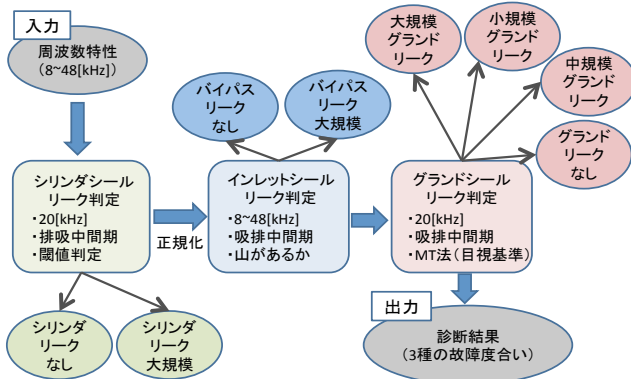 入力
周波数特性
（8~48[kHz]）
シリンダシール
リーク判定
・20[kHz]
・排吸中間期
・閾値判定
シリンダ
リーク
なし
シリンダ
リーク
大規模
正規化
バイパス
リーク
なし
バイパス
リーク
大規模
インレットシール
リーク判定
・8~48[kHz]
・吸排中間期
・山があるか
大規模
グランド
リーク
小規模
グランド
リーク
中規模
グランド
リーク
グランド
リーク
なし
グランドシール
リーク判定
・20[kHz]
・吸排中間期
・MT法（目視基準）
出力
診断結果
（3種の故障度合い）